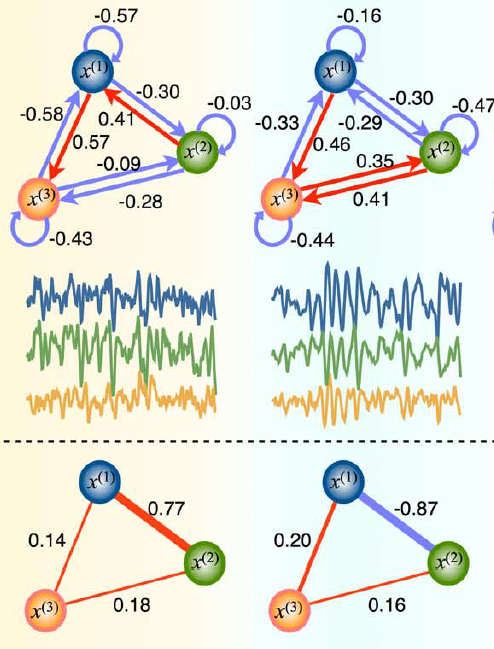 -0.57
x(1)
-0.30
-0.03
-0.58
0.41
0.57
x(2)
-0.09
x(3)
-0.28
-0.43
-0.16
x(1)
-0.30
-0.47
-0.33
-0.29
0.46
x(2)
0.35
x(3)
0.41
-0.44
x(1)
0.77
0.14
x(2)
x(3)
0.18
x(1)
-0.87
0.20
x(2)
x(3)
0.16